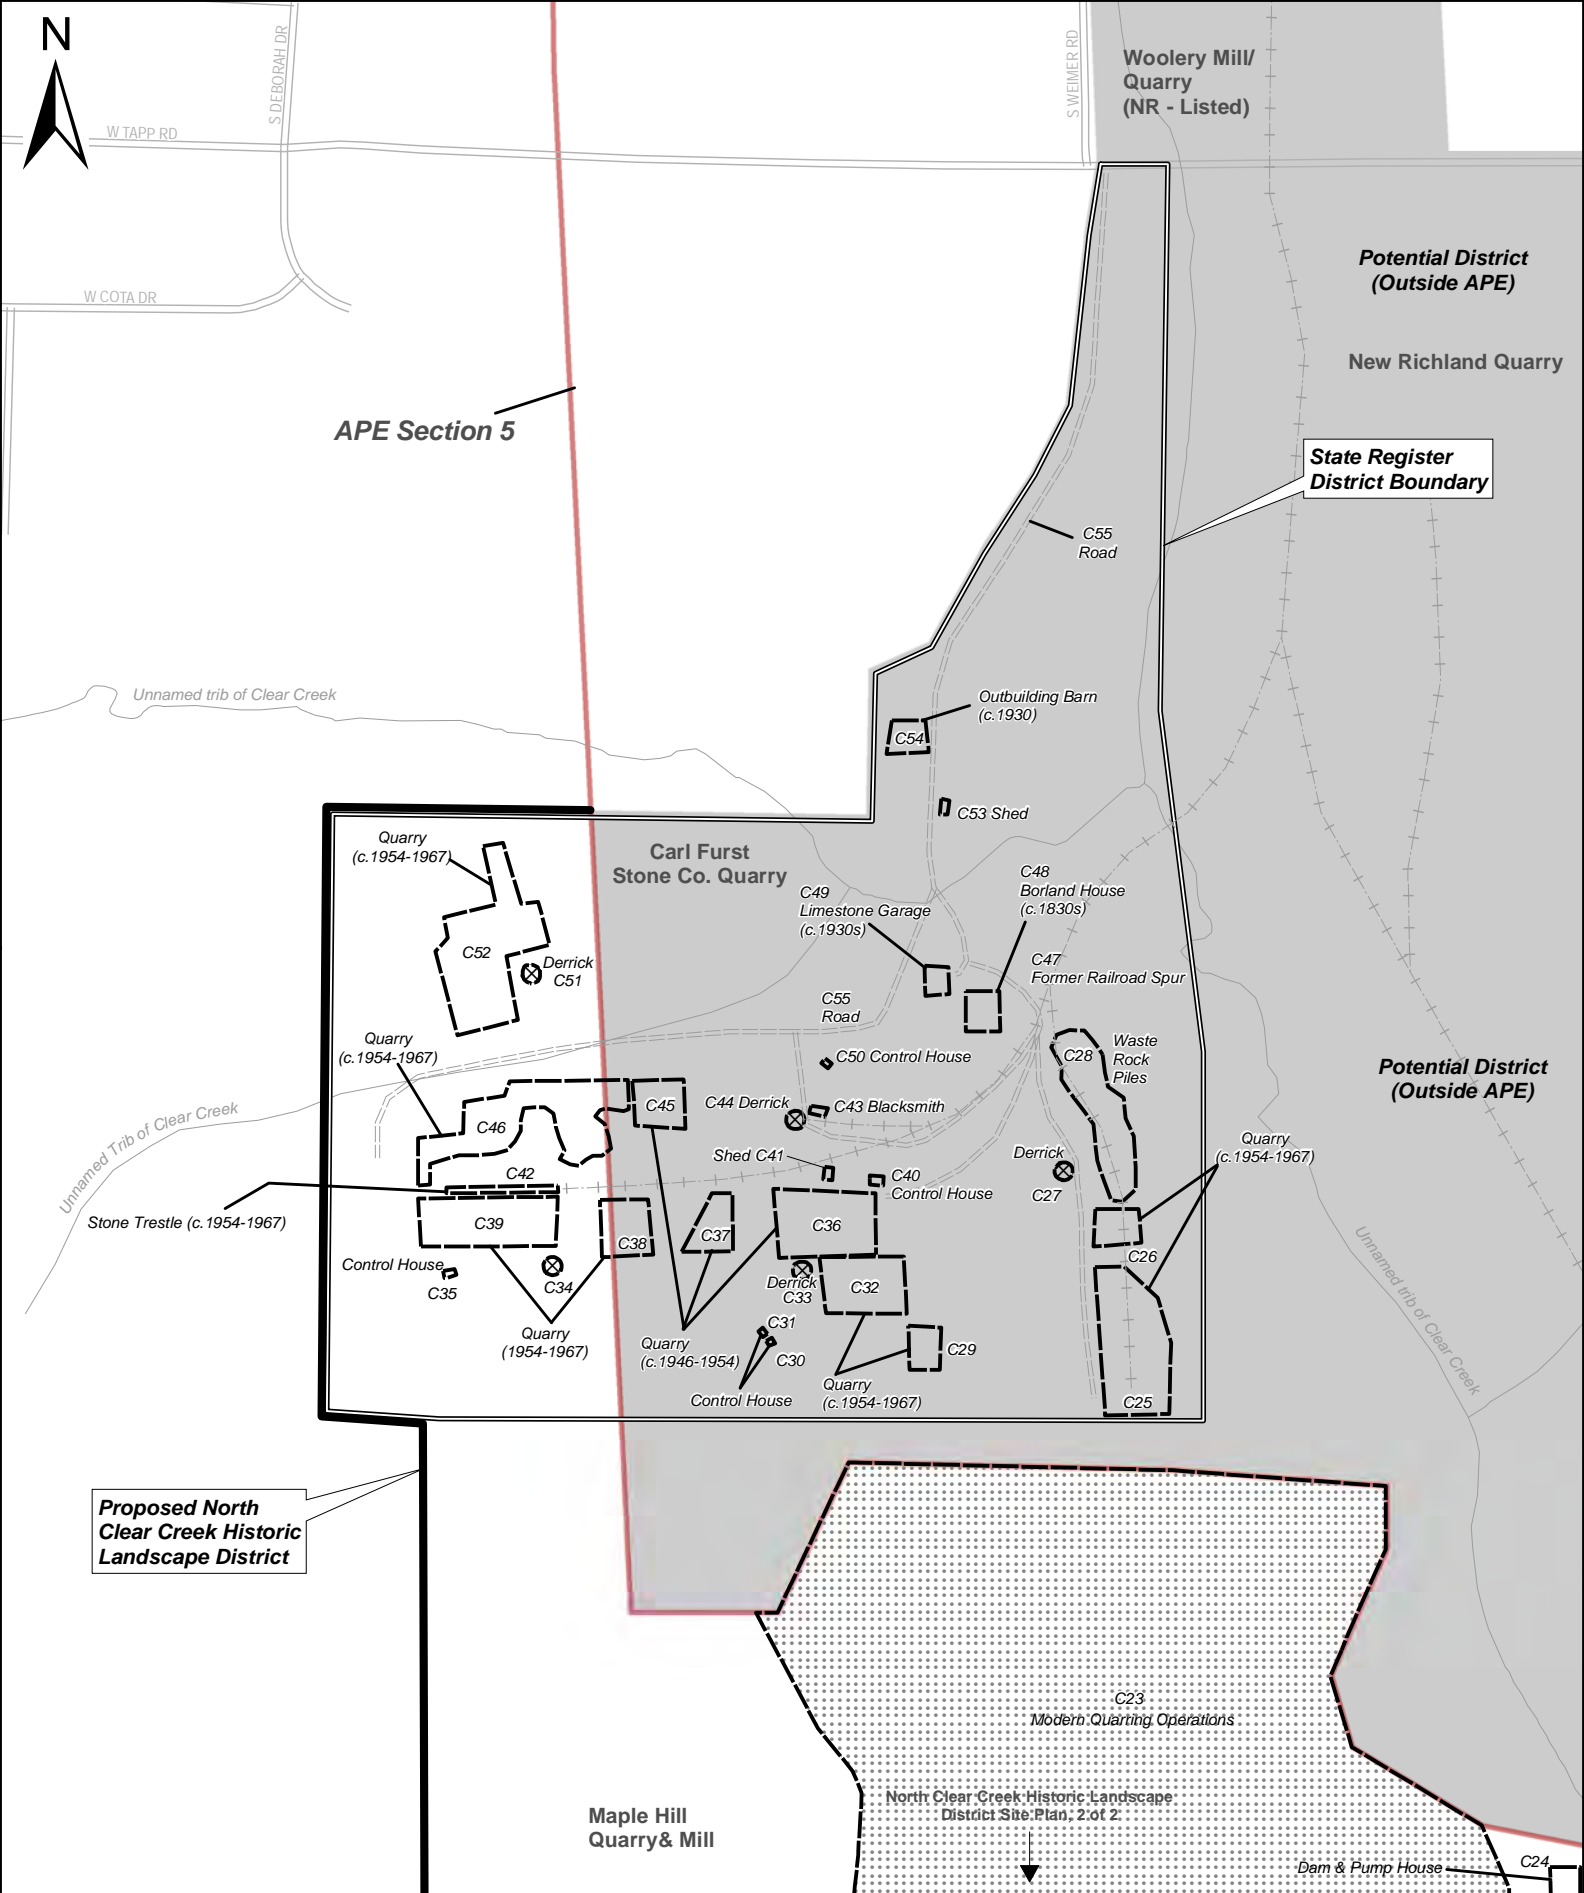 N
S DEBORAH DR
W TAPP RD
S WEIMER RD
Woolery Mill/
Quarry
(NR - Listed)
Potential District
(Outside APE)
W COTA DR
New Richland Quarry
APE Section 5
State Register
District Boundary
C55
Road
Unnamed trib of Clear Creek
Outbuilding Barn
(c.1930)
C54
C53 Shed
Quarry
(c.1954-1967)
Carl Furst
Stone Co. Quarry
C48
Borland House
(c.1830s)
C49
Limestone Garage
(c.1930s)
C52
Derrick
C51
C47
Former Railroad Spur
C55
Road
Quarry
(c.1954-1967)
C50 Control House
C28
Waste
Rock
Piles
Potential District
(Outside APE)
Unnamed Trib of Clear Creek
C45
C44 Derrick
C43 Blacksmith
C46
Quarry
(c.1954-1967)
Shed C41
Derrick
C27
C42
C40
Control House
Stone Trestle (c.1954-1967)
C39
C38
C37
C36
C26
Control House
C35
C34
Derrick
C33
C32
Unnamed trib of Clear Creek
C31
C30
C29
Quarry
(1954-1967)
Quarry
(c.1946-1954)
Control House
Quarry
(c.1954-1967)
C25
Proposed North
Clear Creek Historic
Landscape District
C23
Modern Quarring Operations
North Clear Creek Historic Landscape
District Site Plan, 2 of 2
Maple Hill
Quarry& Mill
Dam & Pump House
C24